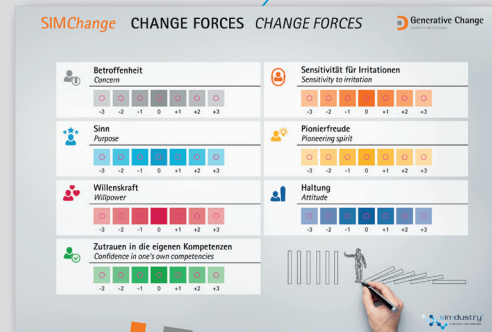 SIMChange CHANGE FORCES CHANGE FORCES
Generative Change
Betroffenheit
Concern
-3 -2 -1 0 +1 +2 +3
Sinn
Purpose
-3 -2 -1 0 +1 +2 +3
Willenskraft
Willpower
-3 -2 -1 0 +1 +2 +3
Zutrauen in die eigenen Kompetenzen
Confidence in one's own competencies
-3 -2 -1 0 +1 +2 +3
Sensitivität für Irritationen
Sensitivity to irritation
-3 -2 -1 0 +1 +2 +3
Pionierfreude
Pioneering spirit
-3 -2 -1 0 +1 +2 +3
Haltung
Attitude
-3 -2 -1 0 +1 +2 +3
simdustry